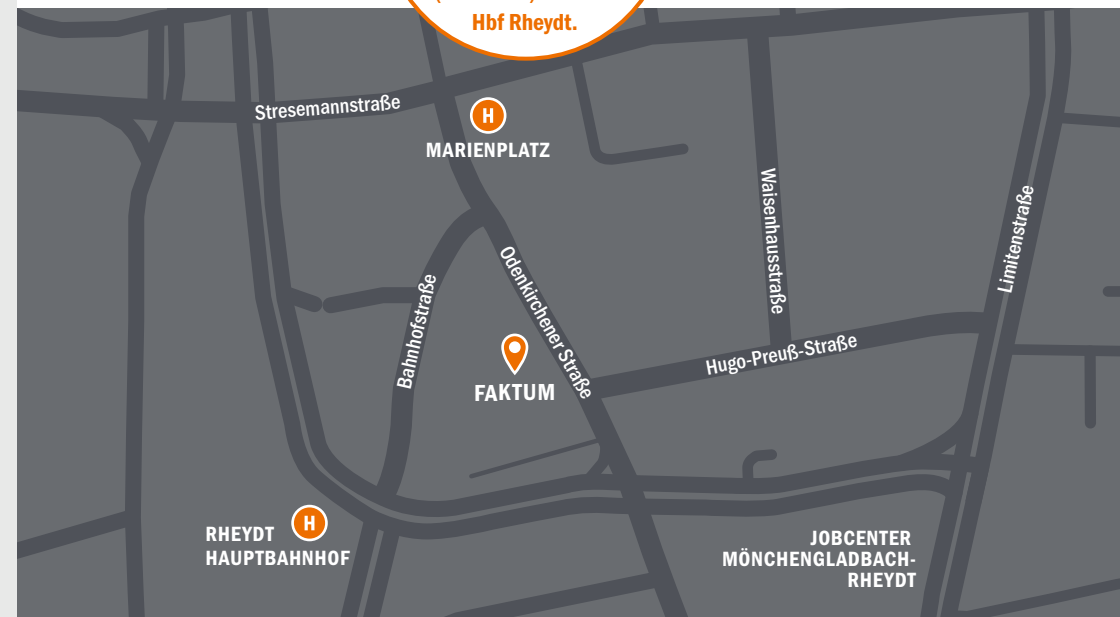 Hbf Rheydt.
Stresemannstraße
H
MARIENPLATZ
Waisenhausstraße
Limitenstraße
Odenkirchener Straße
Bahnhofstraße
Hugo-Preuß-Straße
FAKTUM
H
RHEYDT
HAUPTBAHNHOF
JOBCENTER
MÖNCHENGLADBACH-
RHEYDT